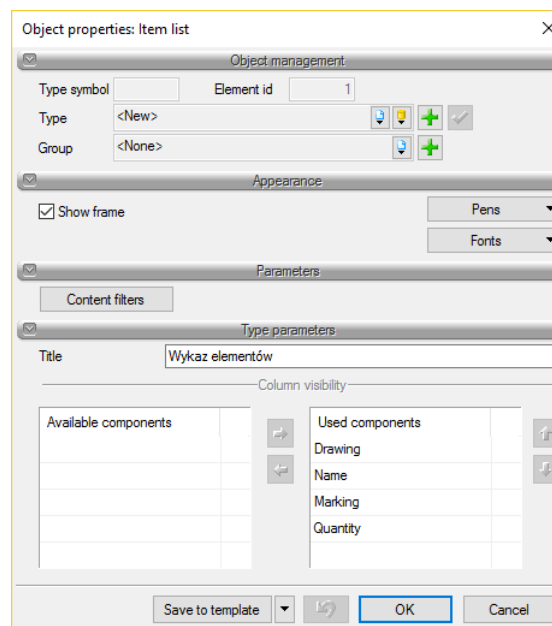 Object properties: Item list
Object management
Type symbol Element id 1
Type <New>
Group <None>
Appearance
Show frame Pens
Fonts
Parameters
Content filters
Type parameters
Title Wykaz elementów
Column visibility
Available components Used components
Drawing
Name
Marking
Quantity
Save to template OK Cancel